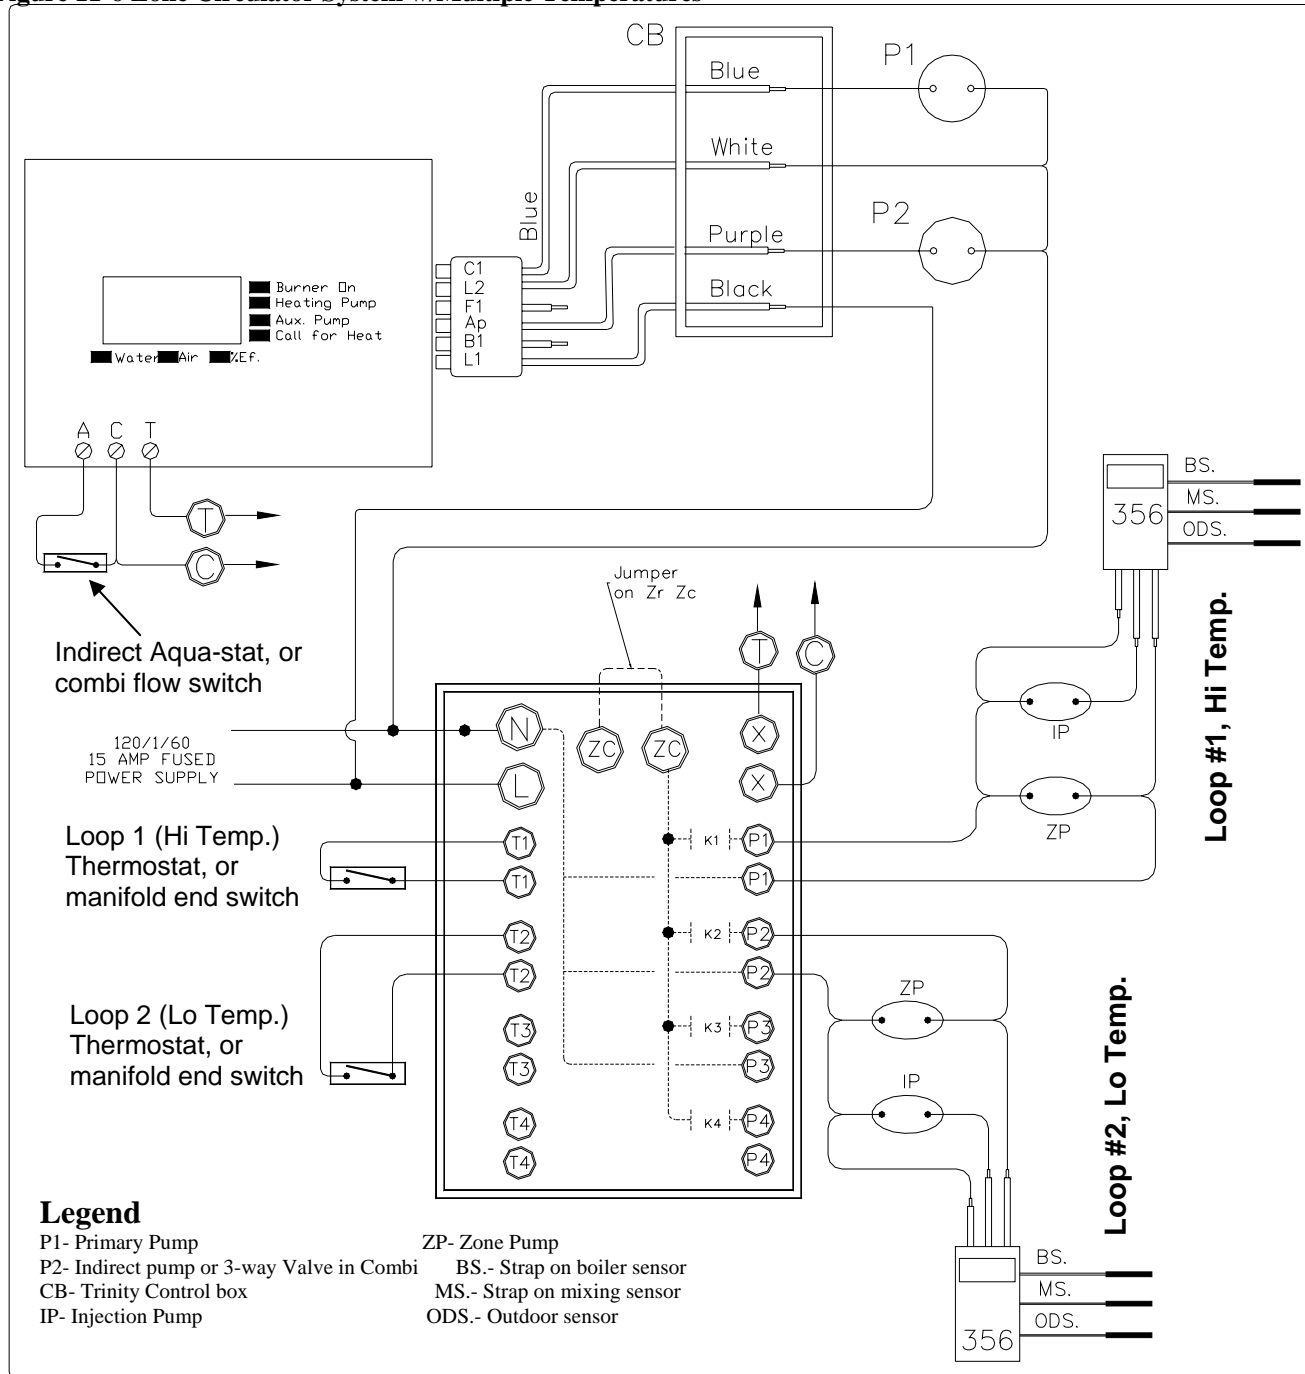 CB
P1
Blue
White
Blue
P2
Purple
Black
C1
L2
F1
Ap
B1
L1
Burner On
Heating Pump
Aux. Pump
Call for Heat
Water Air %Ef.
A C T
T
C
BS.
MS.
ODS.
356
Jumper
on Zr Zc
Indirect Aqua-stat, or
combi flow switch
T
C
Loop #1, Hi Temp.
IP
ZP
120/1/60
15 AMP FUSED
POWER SUPPLY
N
L
ZC
ZC
X
X
Loop 1 (Hi Temp.)
Thermostat, or
manifold end switch
T1
T1
T2
T2
T3
T3
T4
T4
K1
K2
K3
K4
P1
P1
P2
P2
P3
P3
P4
P4
Loop 2 (Lo Temp.)
Thermostat, or
manifold end switch
ZP
IP
Loop #2, Lo Temp.
BS.
MS.
ODS.
356
Legend
P1- Primary Pump ZP- Zone Pump
P2- Indirect pump or 3-way Valve in Combi BS.- Strap on boiler sensor
CB- Trinity Control box MS.- Strap on mixing sensor
IP- Injection Pump ODS.- Outdoor sensor